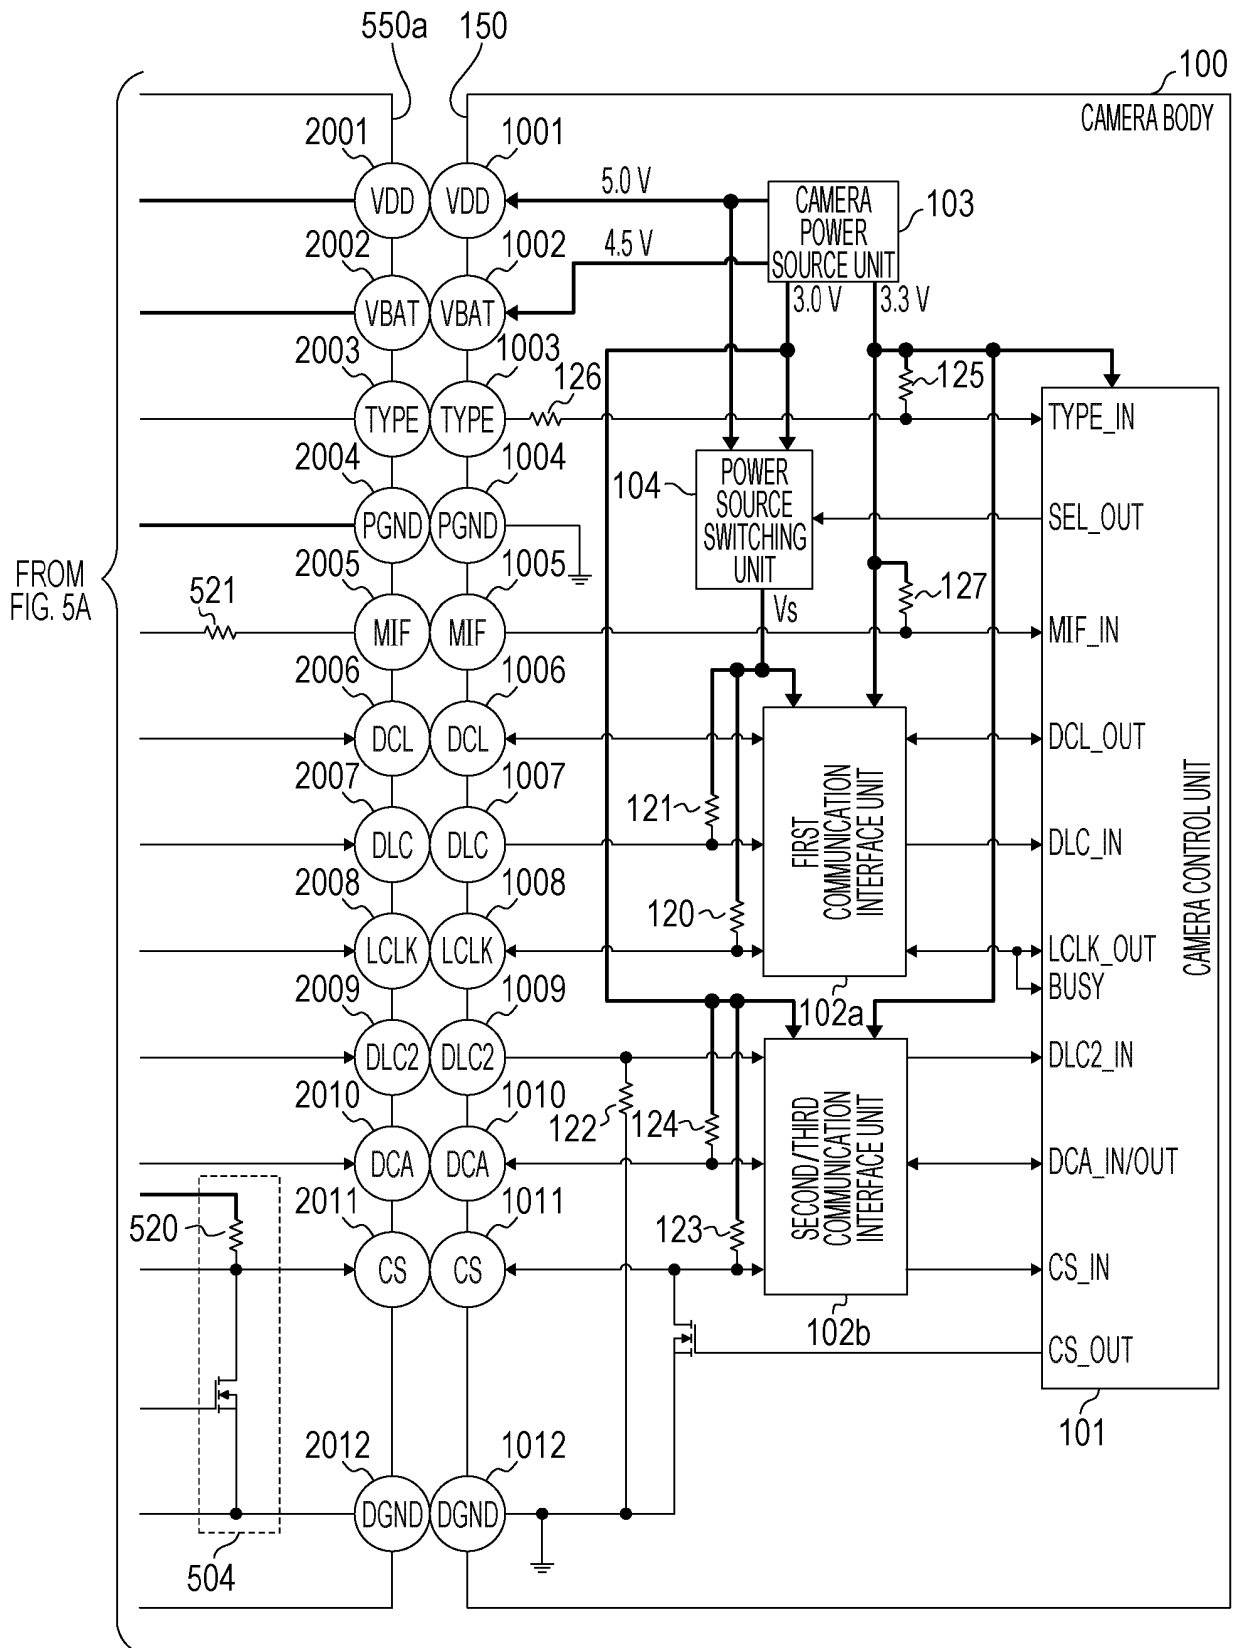 550a 150
100
CAMERA BODY
2001 1001
VDD VDD
5.0 V
CAMERA
POWER
SOURCE UNIT
103
2002 1002
4.5 V
VBAT VBAT
3.0 V 3.3 V
2003 1003
126
125
TYPE TYPE
TYPE_IN
2004 1004
104
POWER
SOURCE
SWITCHING
UNIT
PGND PGND
SEL_OUT
FROM
FIG. 5A
2005 1005
521
127
Vs
MIF MIF
MIF_IN
2006 1006
DCL DCL
DCL_OUT
2007 1007
121
DLC DLC
FIRST
COMMUNICATION
INTERFACE UNIT
DLC_IN
CAMERA CONTROL UNIT
2008 1008
120
LCLK LCLK
LCLK_OUT
BUSY
2009 1009
102a
DLC2 DLC2
DLC2_IN
2010 1010
122 124
DCA DCA
SECOND/THIRD
COMMUNICATION
INTERFACE UNIT
DCA_IN/OUT
2011 1011
520
123
CS CS
CS_IN
102b
CS_OUT
101
2012 1012
DGND DGND
504